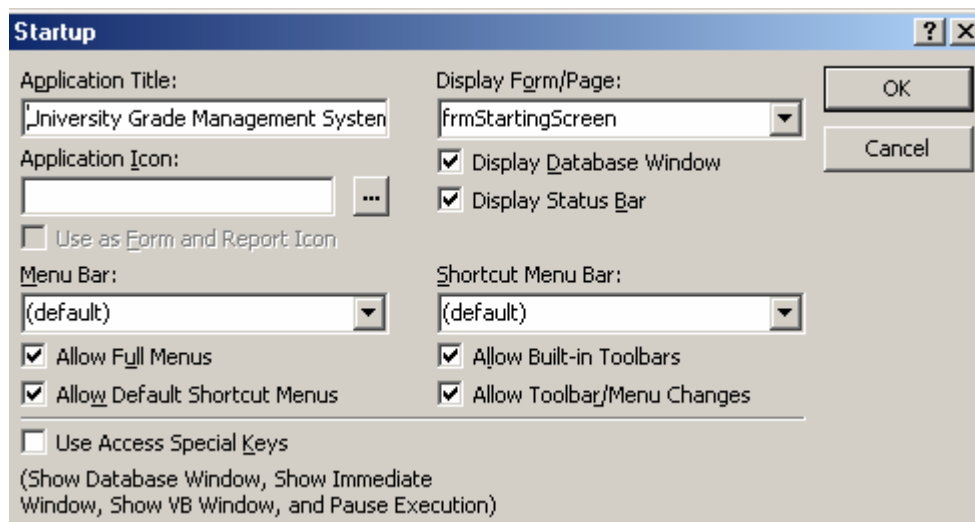 Startup
Application Title:
University Grade Management System
Application Icon:
...
Use as Form and Report Icon
Menu Bar:
(default)
Allow Full Menus
Allow Default Shortcut Menus
Display Form/Page:
frmStartingScreen
Display Database Window
Display Status Bar
Shortcut Menu Bar:
(default)
Allow Built-in Toolbars
Allow Toolbar/Menu Changes
OK
Cancel
Use Access Special Keys
(Show Database Window, Show Immediate
Window, Show VB Window, and Pause Execution)